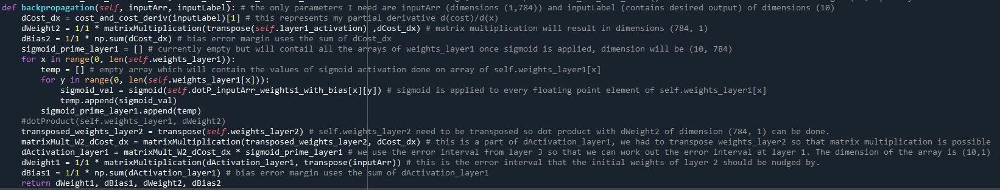 def backpropagation(self, inputArr, inputLabel): # the only parameters I need are inputArr (dimensions (1,784)) and inputLabel (contains desired output) of dimensions (10)
    dCost_dx = cost_and_cost_deriv(inputLabel)[1] # this represents my partial derivative d(cost)/d(x)
    dWeight2 = 1/1 * matrixMultiplication(transpose(self.layer1_activation) ,dCost_dx) # matrix multiplication will result in dimensions (784, 1)
    dBias2 = 1/1 * np.sum(dCost_dx) # bias error margin uses the sum of dCost_dx
    sigmoid_prime_layer1 = [] # currently empty but will contail all the arrays of weights_layer1 once sigmoid is applied, dimension will be (10, 784)
    for x in range(0, len(self.weights_layer1)):
        temp = [] # empty array which will contain the values of sigmoid activation done on array of self.weights_layer1[x]
        for y in range(0, len(self.weights_layer1[x])):
            sigmoid_val = sigmoid(self.dotP_inputArr_weights1_with_bias[x][y]) # sigmoid is applied to every floating point element of self.weights_layer1[x]
            temp.append(sigmoid_val)
        sigmoid_prime_layer1.append(temp)
    #dotProduct(self.weights_layer1, dWeight2)
    transposed_weights_layer2 = transpose(self.weights_layer2) # self.weights_layer2 need to be transposed so dot product with dWeight2 of dimension (784, 1) can be done.
    matrixMult_W2_dCost_dx = matrixMultiplication(transposed_weights_layer2, dCost_dx) # this is a part of dActivation_layer1, we had to transpose weights_layer2 so that matrix multiplication is possible
    dActivation_layer1 = matrixMult_W2_dCost_dx * sigmoid_prime_layer1 # we use the error interval from layer 3 so that we can work out the error interval at layer 1. The dimension of the array is (10,1)
    dWeight1 = 1/1 * matrixMultiplication(dActivation_layer1, transpose(inputArr)) # this is the error interval that the initial weights of layer 2 should be nudged by.
    dBias1 = 1/1 * np.sum(dActivation_layer1) # bias error margin uses the sum of dActivation_layer1
    return dWeight1, dBias1, dWeight2, dBias2